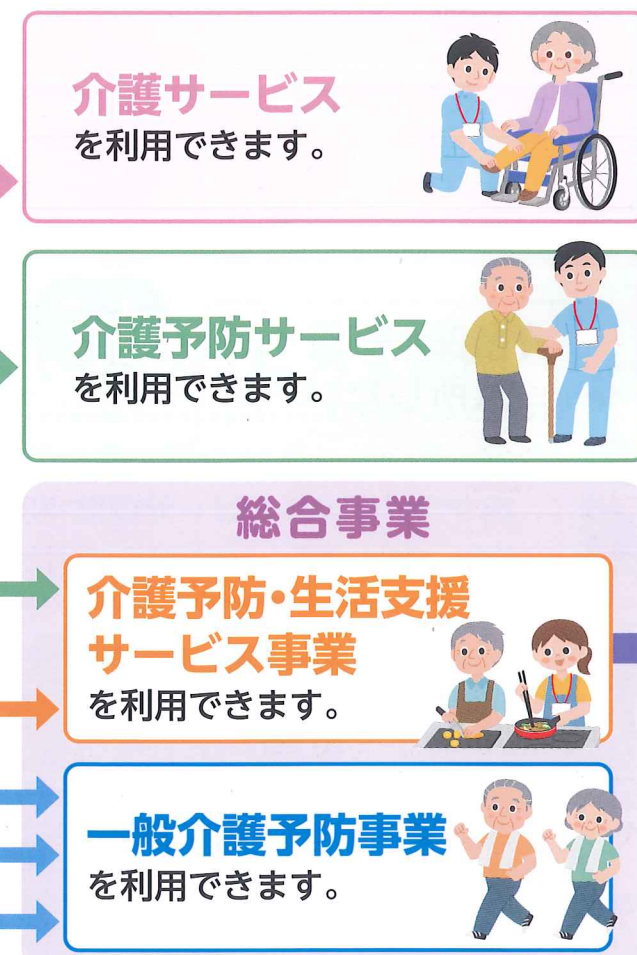 介護サービス
を利用できます。
介護予防サービス
を利用できます。
総合事業
介護予防・生活支援
サービス事業
を利用できます。
一般介護予防事業
を利用できます。